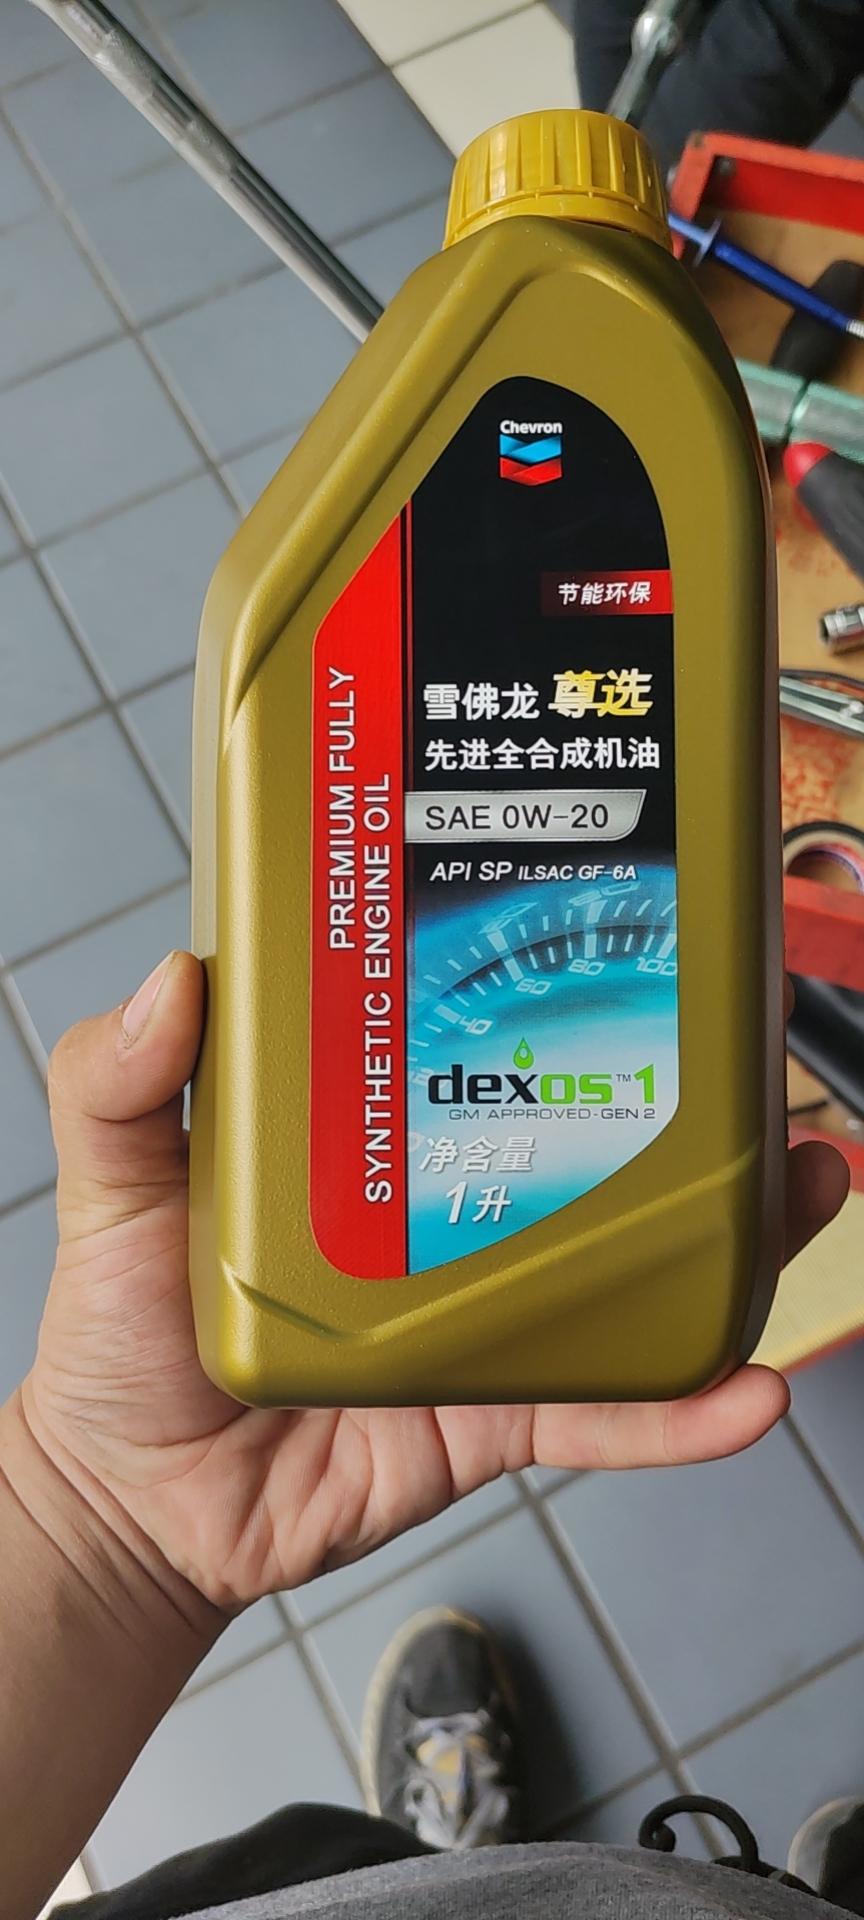 Chevron
节能环保
雪佛龙 尊选
先进全合成机油
SAE 0W-20
API SP ILSAC GF-6A
PREMIUM FULLY
SYNTHETIC ENGINE OIL
40
60
80
100
dexos™1
GM APPROVED-GEN 2
净含量
1升